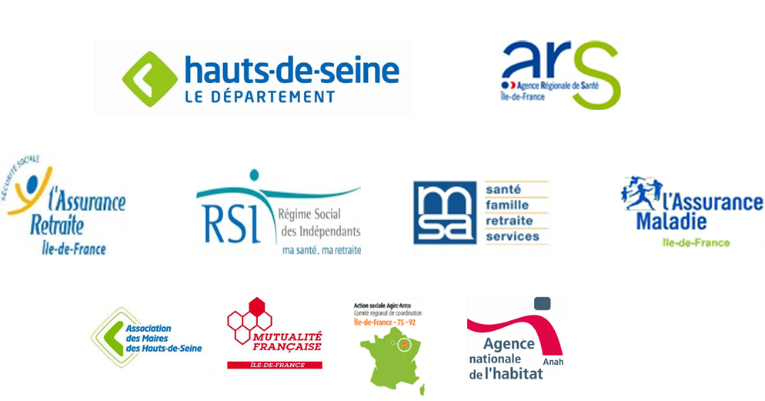 hauts-de-seine
LE DÉPARTEMENT
ars
Agence Régionale de Santé
Île-de-France
SÉCURITÉ SOCIALE
l'Assurance
Retraite
Île-de-France
RSI
Régime Social
des Indépendants
ma santé, ma retraite
msa
santé
famille
retraite
services
l'Assurance
Maladie
Ile-de-France
Association
des Maires
des Hauts-de-Seine
MUTUALITÉ
FRANÇAISE
ÎLE-DE-FRANCE
Action sociale Agirc-Arrco
Comité régional de coordination
Île-de-France - 75 - 92
Agence
nationale
de l'habitat
Anah